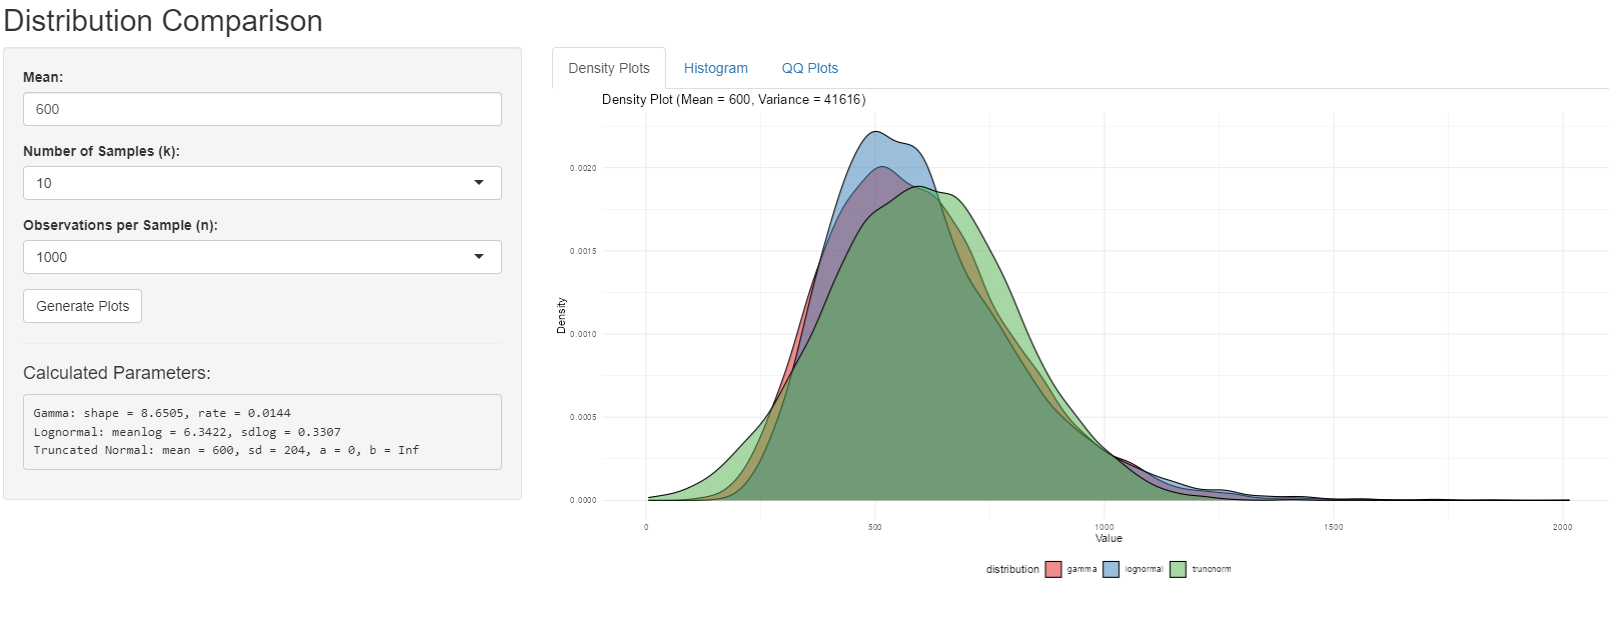 Distribution Comparison
Mean:
600
Number of Samples (k):
10
Observations per Sample (n):
1000
Generate Plots
Calculated Parameters:
Gamma: shape = 8.6505, rate = 0.0144
Lognormal: meanlog = 6.3422, sdlog = 0.3307
Truncated Normal: mean = 600, sd = 204, a = 0, b = Inf
Density Plots Histogram QQ Plots
Density Plot (Mean = 600, Variance = 41616)
Density
0.0020
0.0015
0.0010
0.0005
0.0000
0 500 1000 1500 2000
Value
distribution gamma lognormal truncnorm